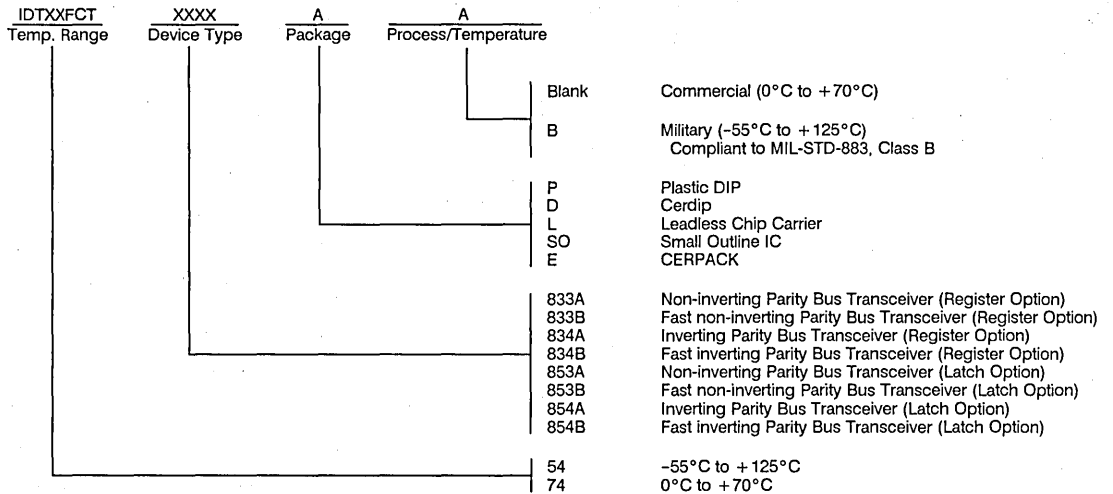 IDTXXFCT XXXX A A
Temp. Range Device Type Package Process/Temperature
Blank Commercial (0°C to +70°C)
B Military (–55°C to +125°C)
Compliant to MIL-STD-883, Class B
P Plastic DIP
D Cerdip
L Leadless Chip Carrier
SO Small Outline IC
E CERPACK
833A Non-inverting Parity Bus Transceiver (Register Option)
833B Fast non-inverting Parity Bus Transceiver (Register Option)
834A Inverting Parity Bus Transceiver (Register Option)
834B Fast inverting Parity Bus Transceiver (Register Option)
853A Non-inverting Parity Bus Transceiver (Latch Option)
853B Fast non-inverting Parity Bus Transceiver (Latch Option)
854A Inverting Parity Bus Transceiver (Latch Option)
854B Fast inverting Parity Bus Transceiver (Latch Option)
54 –55°C to +125°C
74 0°C to +70°C